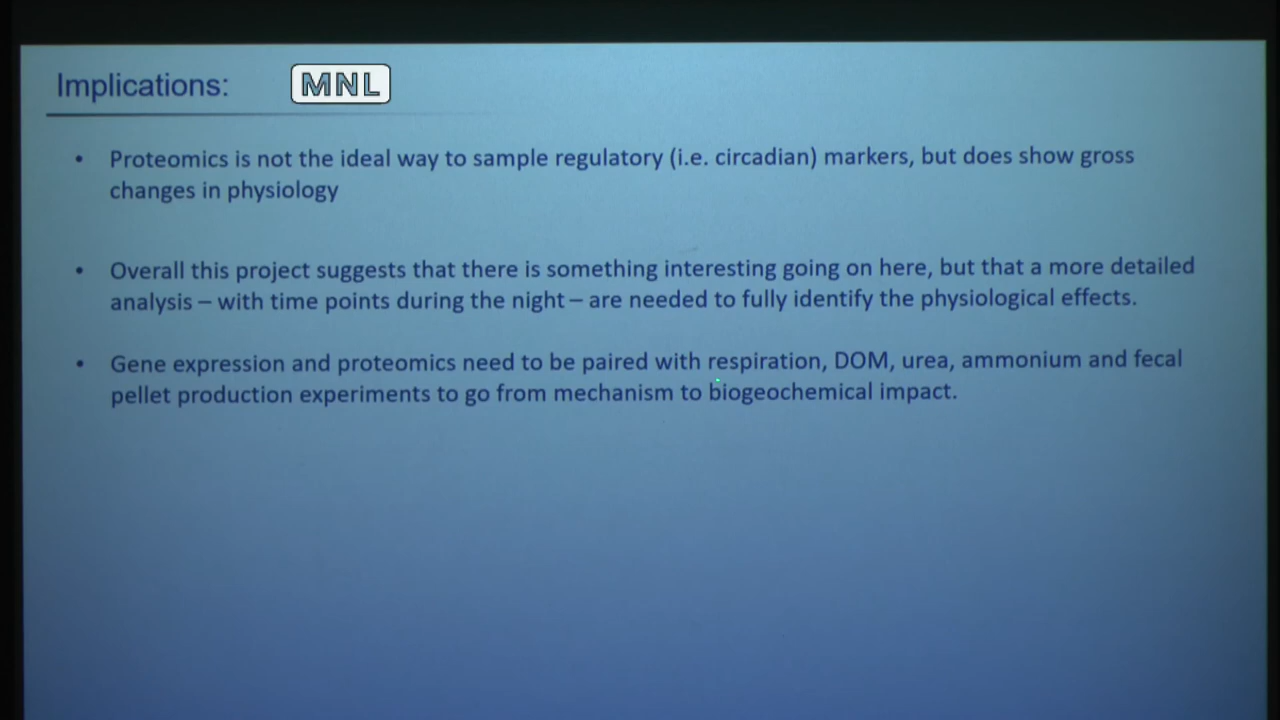 Implications:
MNL
• Proteomics is not the ideal way to sample regulatory (i.e. circadian) markers, but does show gross
changes in physiology
• Overall this project suggests that there is something interesting going on here, but that a more detailed
analysis – with time points during the night – are needed to fully identify the physiological effects.
• Gene expression and proteomics need to be paired with respiration, DOM, urea, ammonium and fecal
pellet production experiments to go from mechanism to biogeochemical impact.